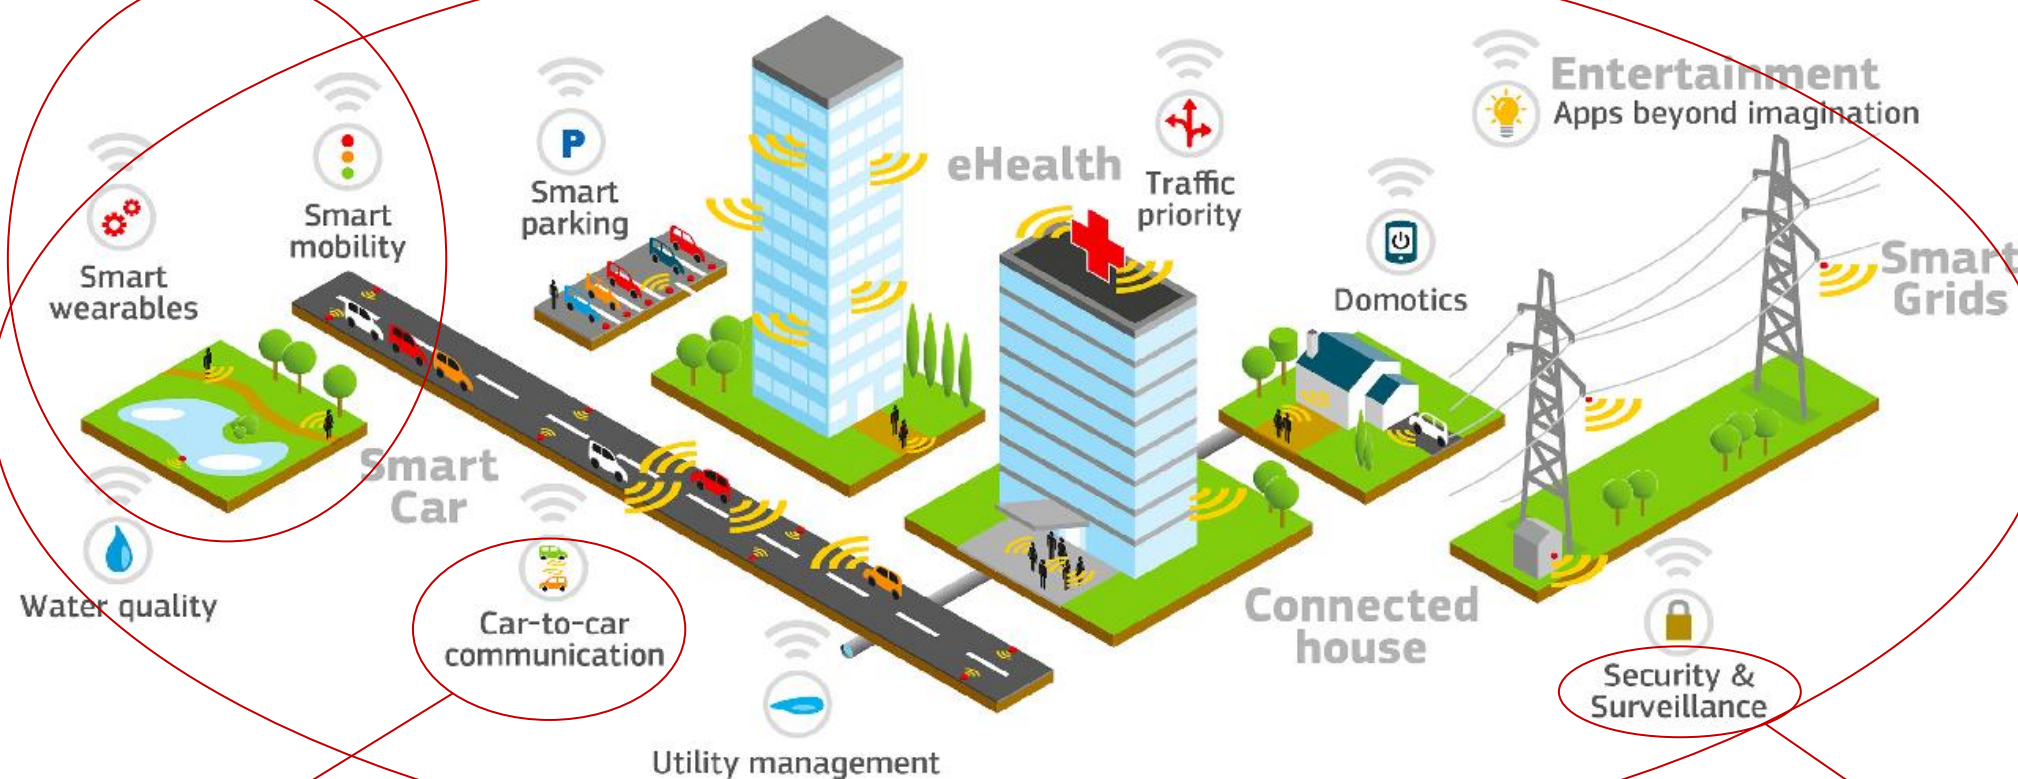 Entertainment
Apps beyond imagination
P
eHealth
Traffic
priority
Smart
parking
Smart
mobility
Smart
wearables
Domotics
Smart
Grids
Smart
Car
Water quality
Car-to-car
communication
Connected
house
Security &
Surveillance
Utility management